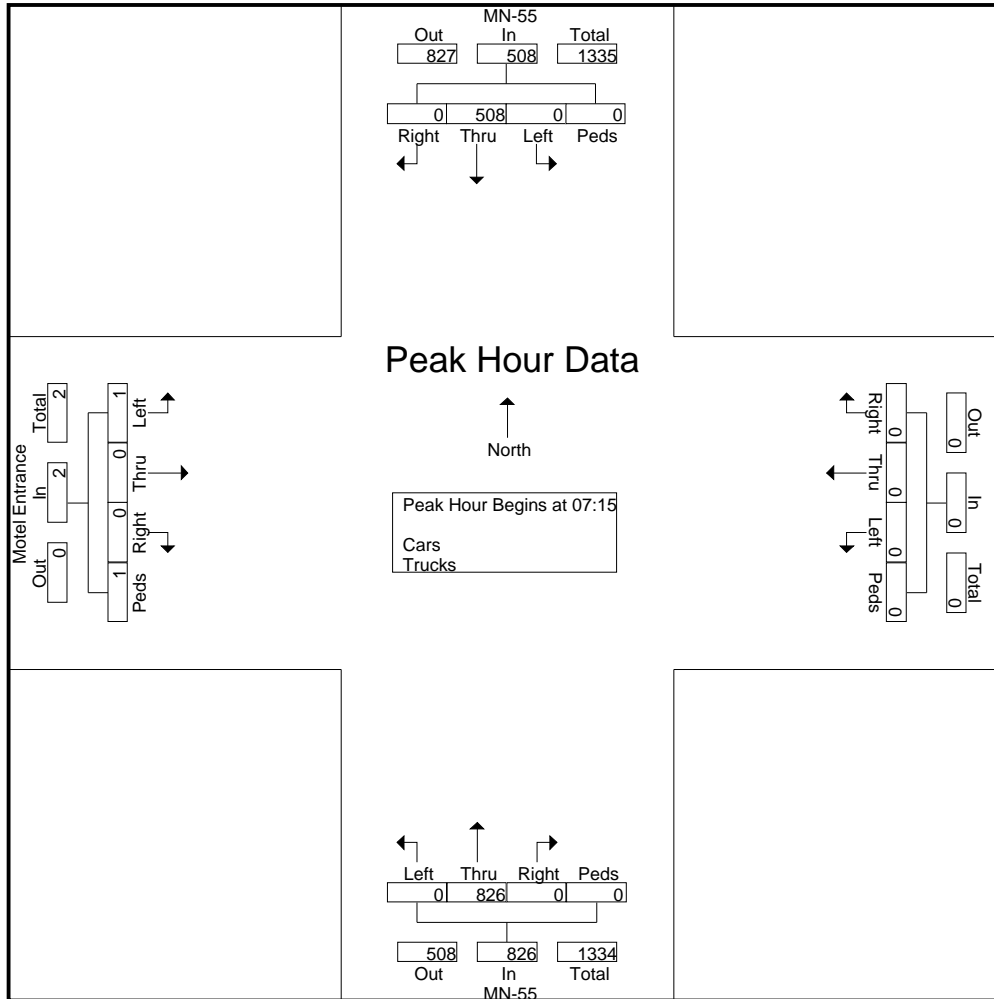 MN-55
Out In Total
827 508 1335
0 508 0 0
Right Thru Left Peds
Peak Hour Data
North
Peak Hour Begins at 07:15
Cars
Trucks
Motel Entrance
Out In Total
0 2 2
1 0 0 1
Left Thru Right Peds
Right Thru Left Peds
0 0 0 0
Out In Total
0 0 0
Left Thru Right Peds
0 826 0 0
508 826 1334
Out In Total
MN-55